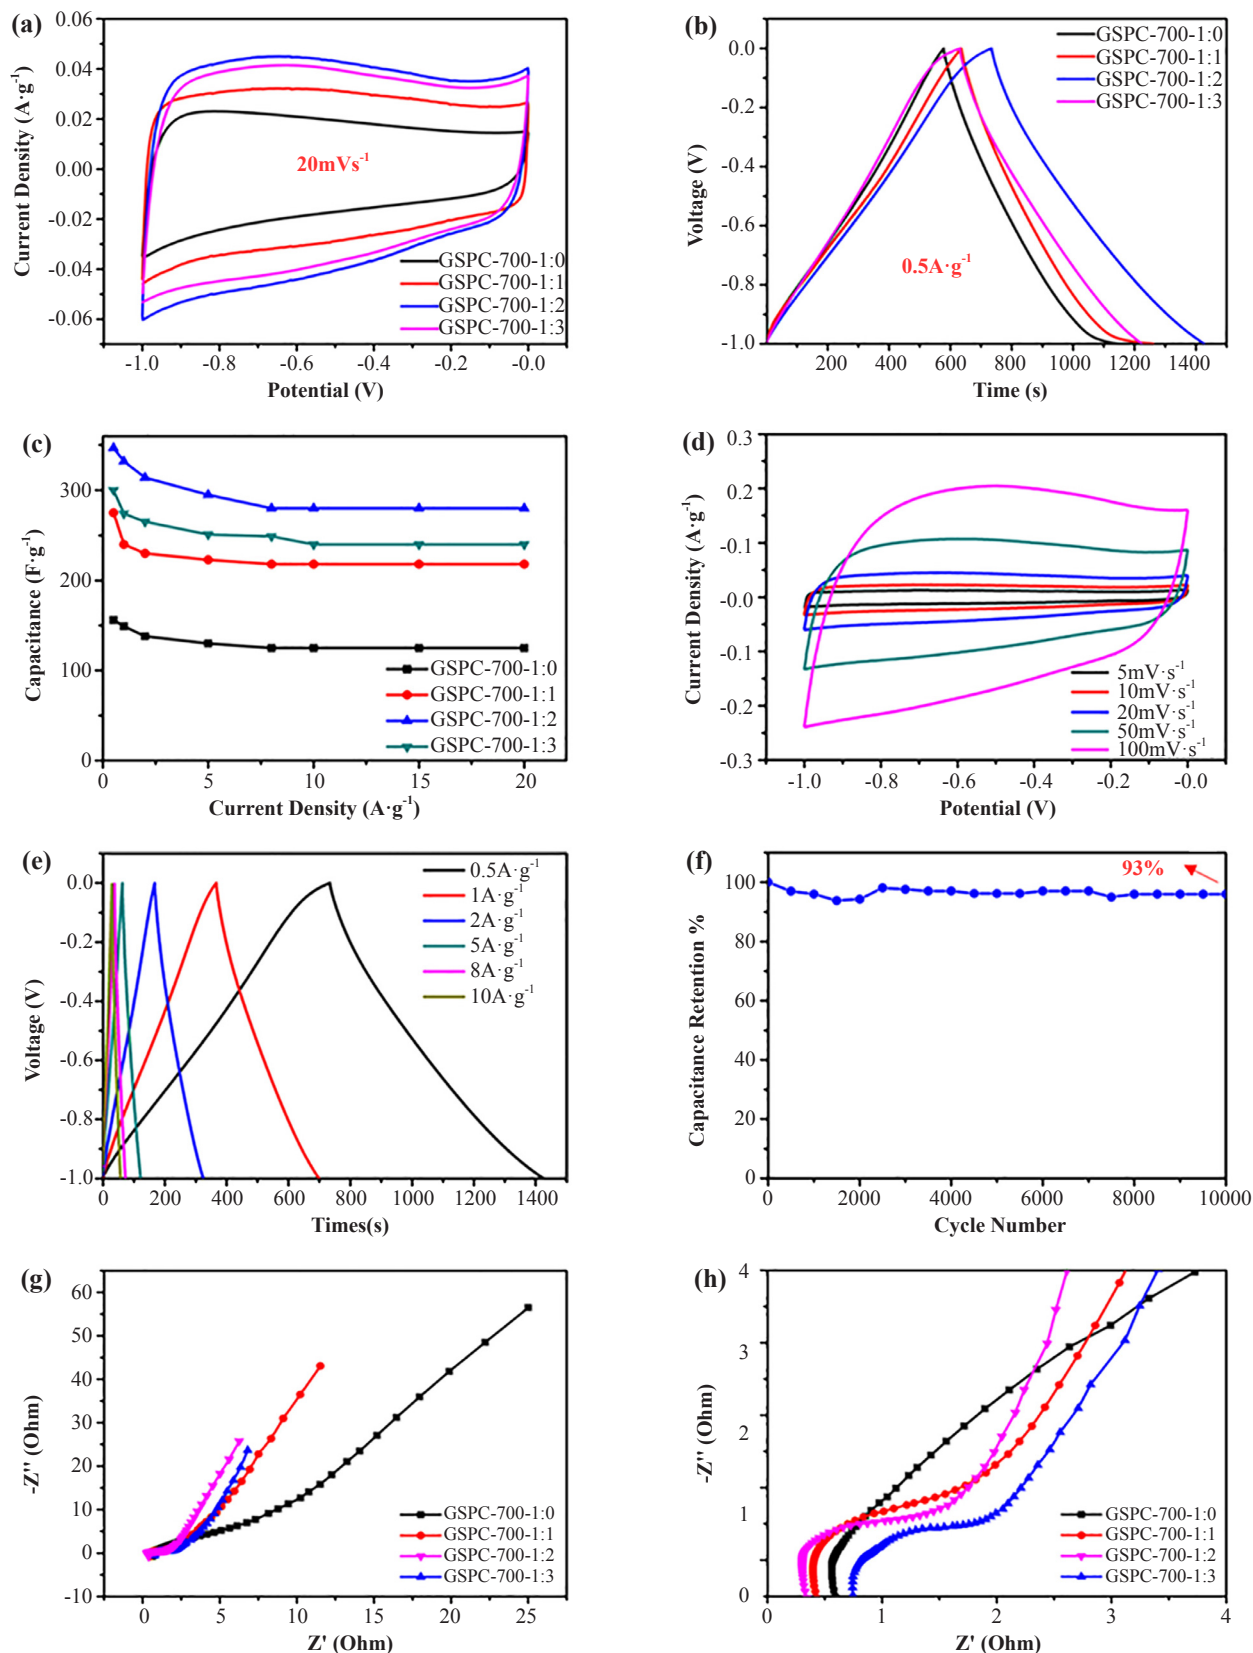 (a)
0.06
0.04
0.02
0.00
-0.02
-0.04
-0.06
Current Density (A·g⁻¹)
20mVs⁻¹
GSPC-700-1:0
GSPC-700-1:1
GSPC-700-1:2
GSPC-700-1:3
-1.0 -0.8 -0.6 -0.4 -0.2 -0.0
Potential (V)
(b)
0.0
-0.2
-0.4
-0.6
-0.8
-1.0
Voltage (V)
GSPC-700-1:0
GSPC-700-1:1
GSPC-700-1:2
GSPC-700-1:3
0.5A·g⁻¹
200 400 600 800 1000 1200 1400
Time (s)
(c)
300
200
100
0
Capacitance (F·g⁻¹)
GSPC-700-1:0
GSPC-700-1:1
GSPC-700-1:2
GSPC-700-1:3
0 5 10 15 20
Current Density (A·g⁻¹)
(d)
0.3
0.2
-0.1
-0.0
-0.1
-0.2
-0.3
Current Density (A·g⁻¹)
5mV·s⁻¹
10mV·s⁻¹
20mV·s⁻¹
50mV·s⁻¹
100mV·s⁻¹
-1.0 -0.8 -0.6 -0.4 -0.2 -0.0
Potential (V)
(e)
0.0
-0.2
-0.4
-0.6
-0.8
-1.0
Voltage (V)
0.5A·g⁻¹
1A·g⁻¹
2A·g⁻¹
5A·g⁻¹
8A·g⁻¹
10A·g⁻¹
0 200 400 600 800 1000 1200 1400
Times(s)
(f)
100
80
60
40
20
0
Capacitance Retention %
93%
0 2000 4000 6000 8000 10000
Cycle Number
(g)
60
50
40
30
20
10
0
-10
-Z'' (Ohm)
GSPC-700-1:0
GSPC-700-1:1
GSPC-700-1:2
GSPC-700-1:3
0 5 10 15 20 25
Z' (Ohm)
(h)
4
3
2
1
0
-Z'' (Ohm)
GSPC-700-1:0
GSPC-700-1:1
GSPC-700-1:2
GSPC-700-1:3
0 1 2 3 4
Z' (Ohm)